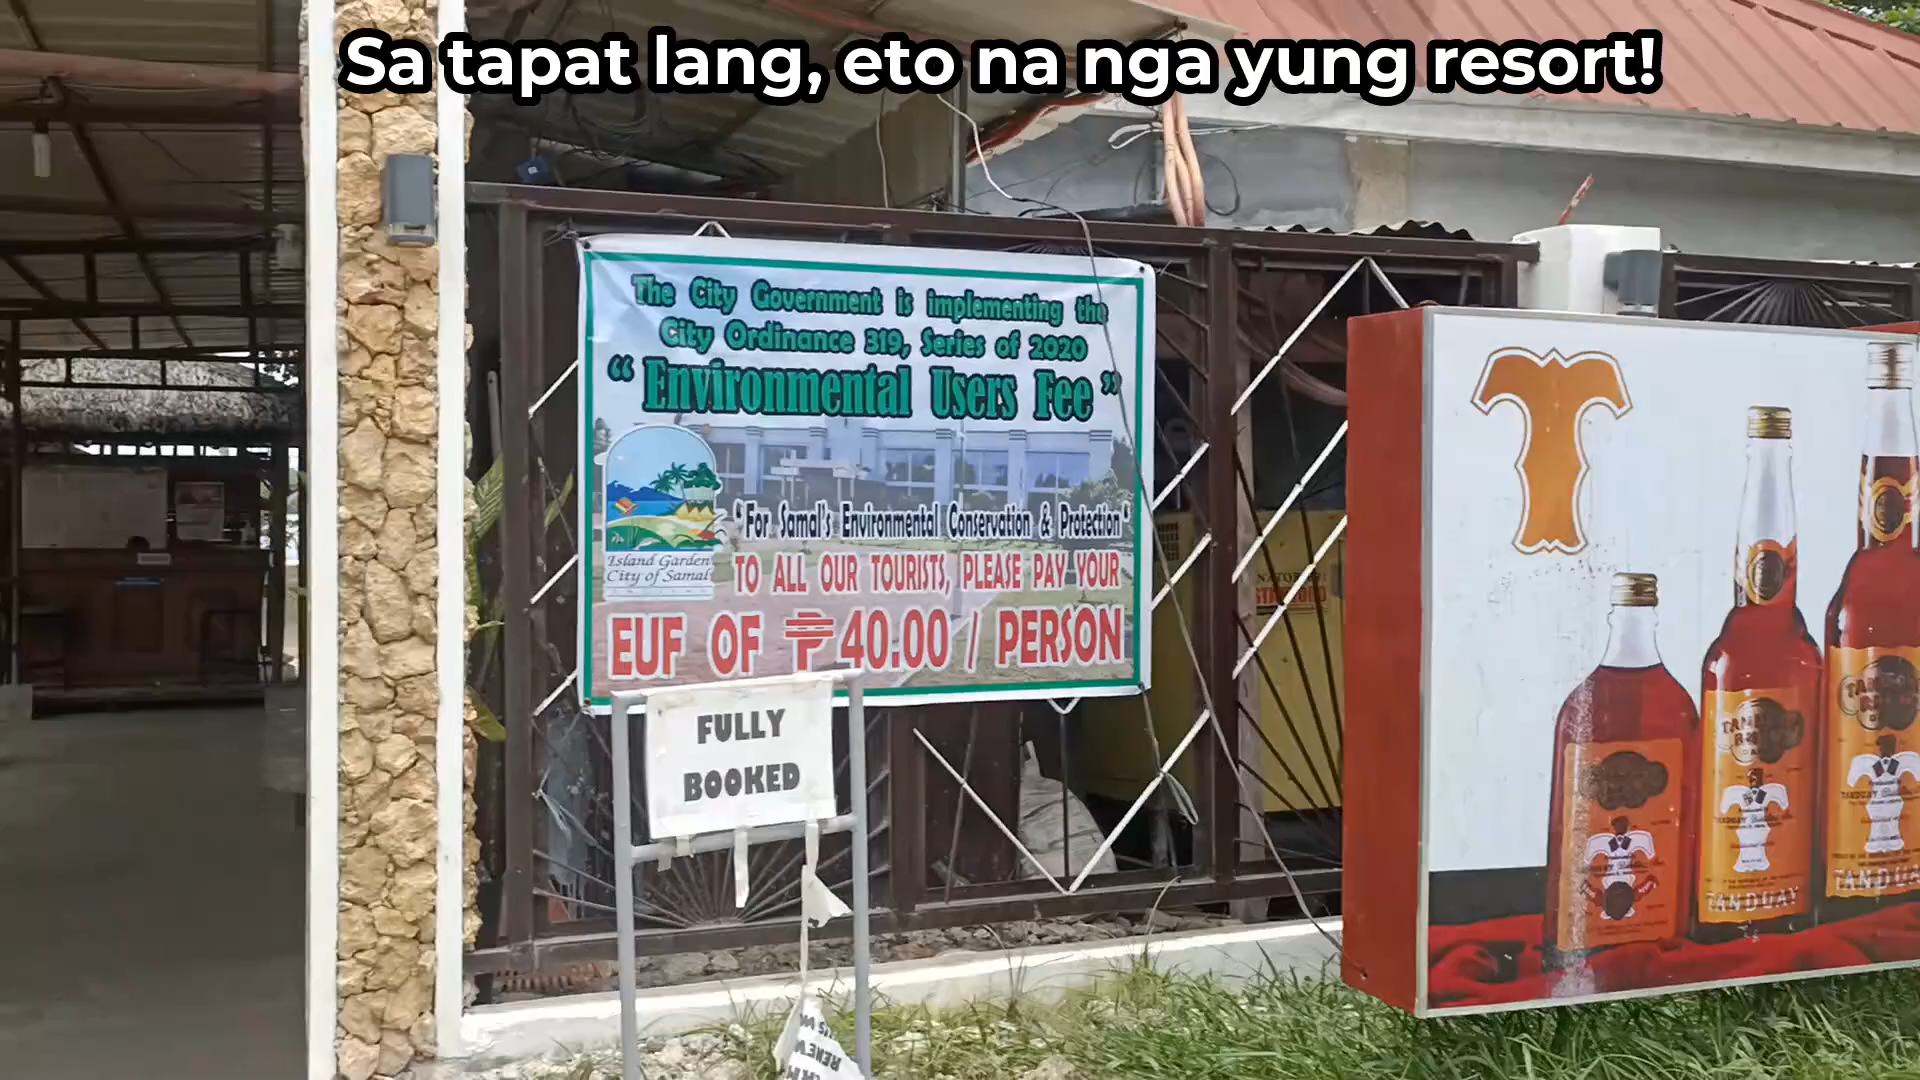 Sa tapat lang, eto na nga yung resort!
The City Government is implementing the
City Ordinance 319, Series of 2020
“Environmental Users Fee”
"For Samal's Environmental Conservation & Protection"
Island Garden
City of Samal
TO ALL OUR TOURISTS, PLEASE PAY YOUR
EUF OF ₱40.00 / PERSON
FULLY
BOOKED
TANDUAY